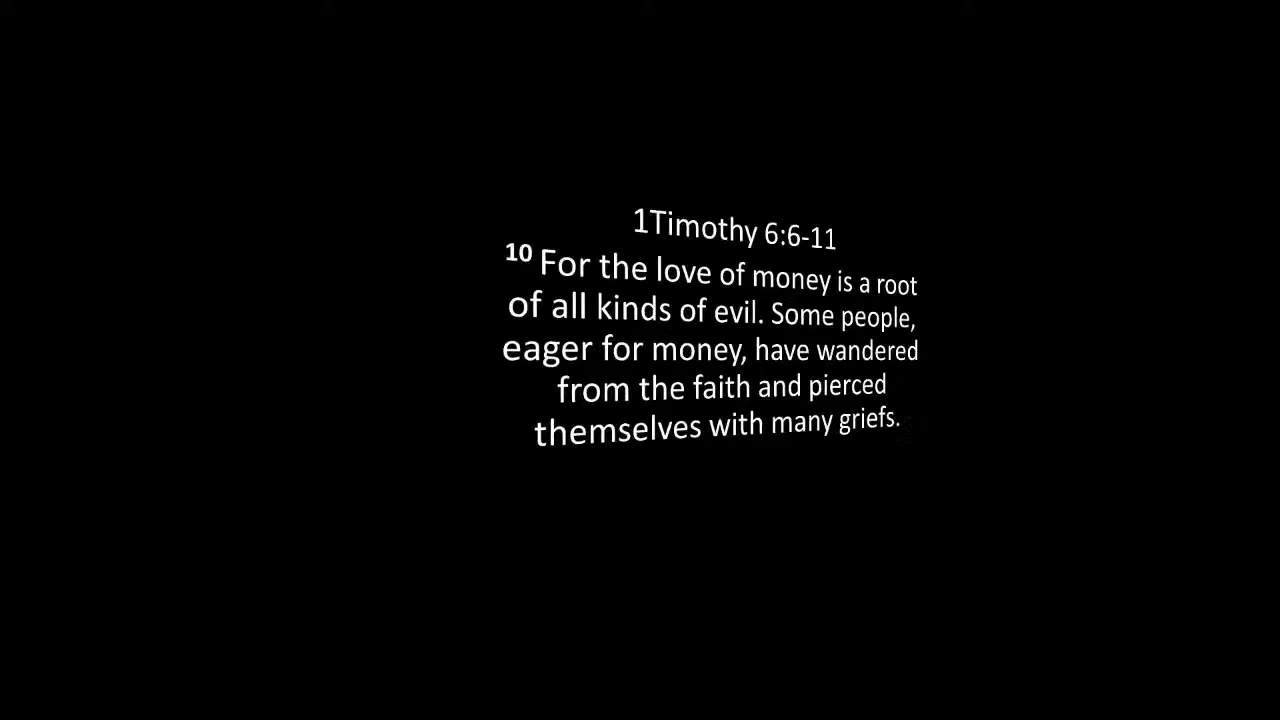 1Timothy 6:6-11
10 For the love of money is a root
of all kinds of evil. Some people,
eager for money, have wandered
from the faith and pierced
themselves with many griefs.